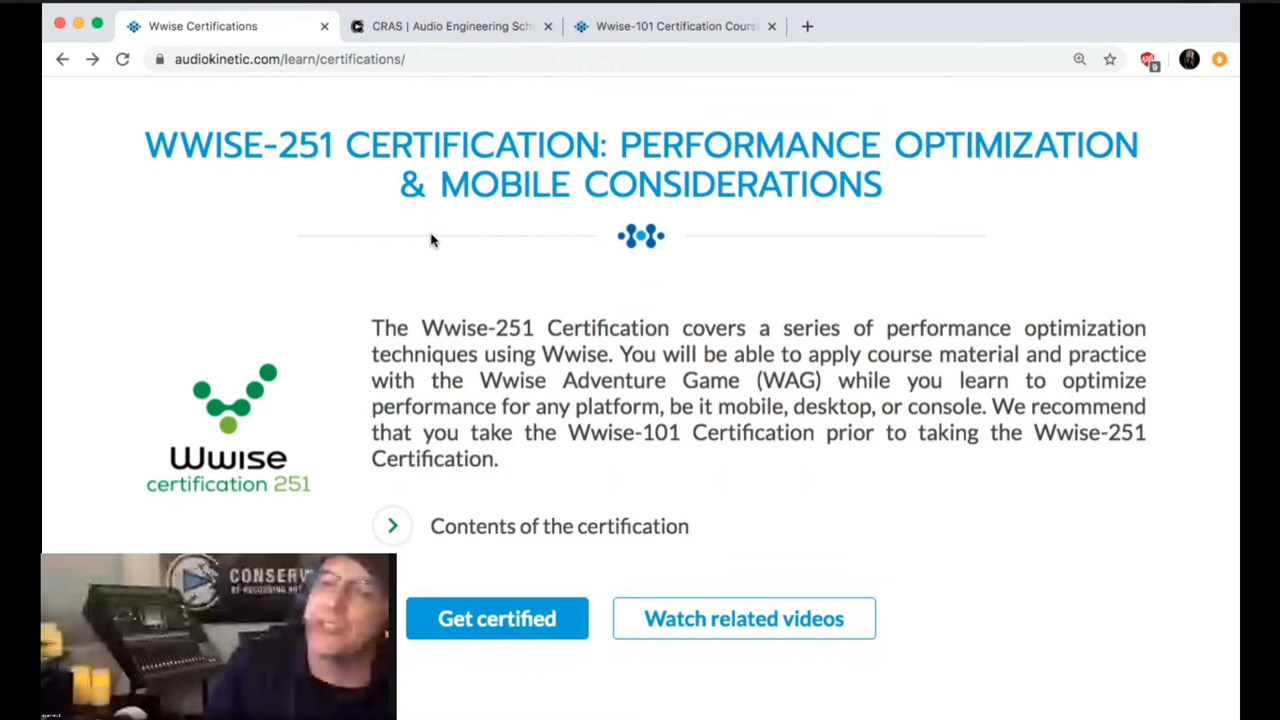 Wwise Certifications
CRAS | Audio Engineering Scho
Wwise-101 Certification Course
audiokinetic.com/learn/certifications/
9
WWISE-251 CERTIFICATION: PERFORMANCE OPTIMIZATION
& MOBILE CONSIDERATIONS
The Wwise-251 Certification covers a series of performance optimization
techniques using Wwise. You will be able to apply course material and practice
with the Wwise Adventure Game (WAG) while you learn to optimize
performance for any platform, be it mobile, desktop, or console. We recommend
that you take the Wwise-101 Certification prior to taking the Wwise-251
Certification.
Wwise
certification 251
Contents of the certification
CONSERV
Get certified
Watch related videos